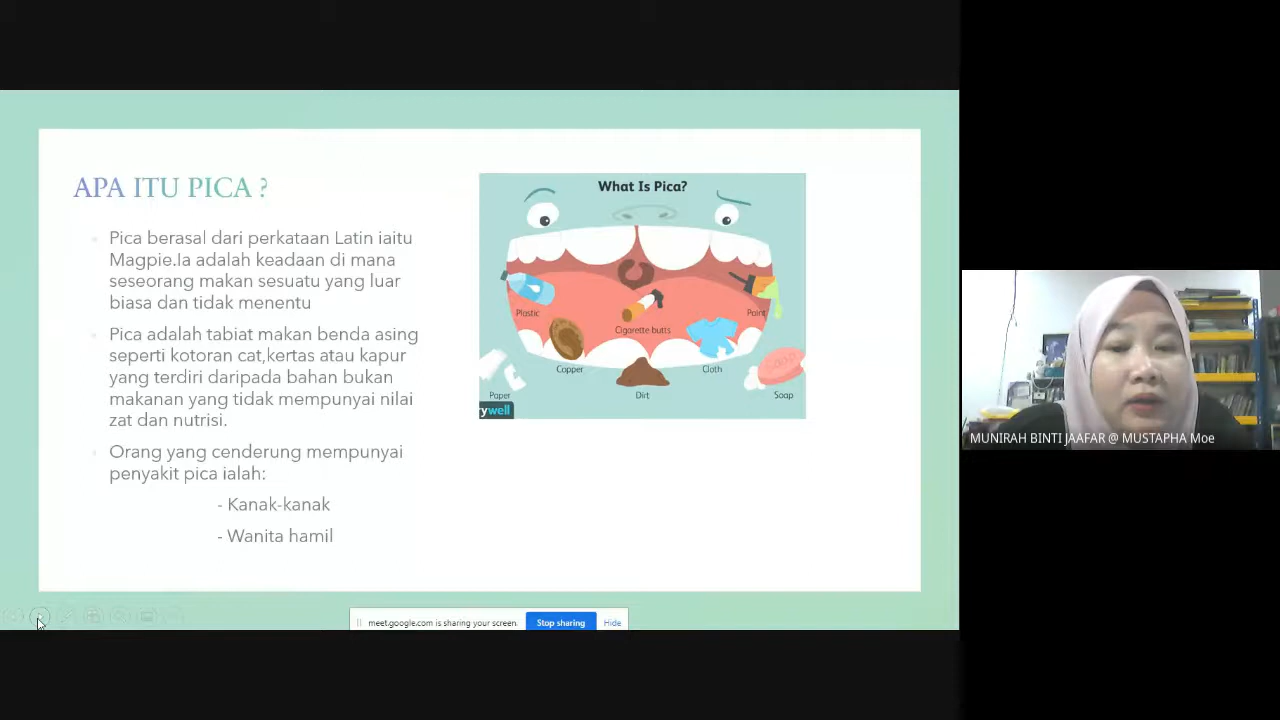 APA ITU PICA ?
Pica berasal dari perkataan Latin iaitu
Magpie.Ia adalah keadaan di mana
seseorang makan sesuatu yang luar
biasa dan tidak menentu
Pica adalah tabiat makan benda asing
seperti kotoran cat,kertas atau kapur
yang terdiri daripada bahan bukan
makanan yang tidak mempunyai nilai
zat dan nutrisi.
Orang yang cenderung mempunyai
penyakit pica ialah:
- Kanak-kanak
- Wanita hamil
What Is Pica?
Plastic
Paint
Cigarette butts
Copper
Cloth
Paper
Dirt
Soap
rywell
MUNIRAH BINTI JAAFAR @ MUSTAPHA Moe
meet.google.com is sharing your screen.
Stop sharing
Hide